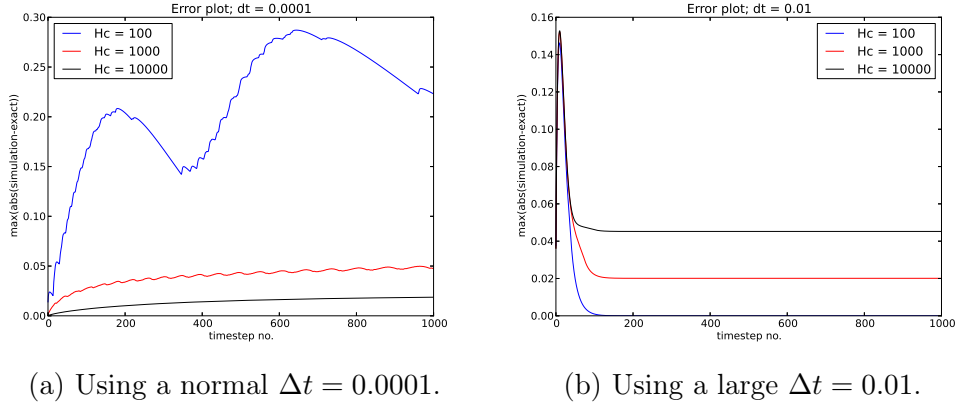 Error plot; dt = 0.0001
Hc = 100
Hc = 1000
Hc = 10000
max(abs(simulation-exact))
0.30
0.25
0.20
0.15
0.10
0.05
0.00
0 200 400 600 800 1000
timestep no.
(a) Using a normal Δt = 0.0001.
Error plot; dt = 0.01
Hc = 100
Hc = 1000
Hc = 10000
max(abs(simulation-exact))
0.16
0.14
0.12
0.10
0.08
0.06
0.04
0.02
0.00
0 200 400 600 800 1000
timestep no.
(b) Using a large Δt = 0.01.